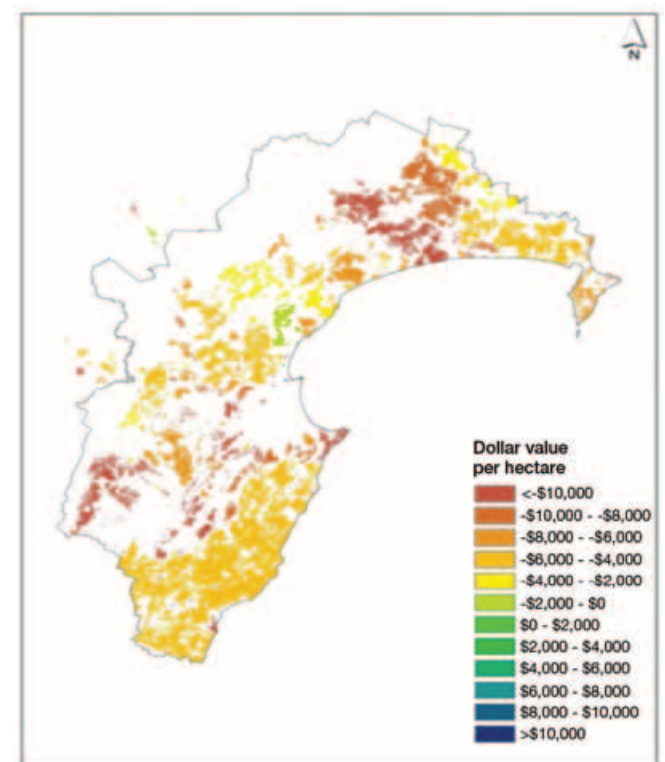 N
Dollar value
per hectare
<-$10,000
-$10,000 - -$8,000
-$8,000 - -$6,000
-$6,000 - -$4,000
-$4,000 - -$2,000
-$2,000 - $0
$0 - $2,000
$2,000 - $4,000
$4,000 - $6,000
$6,000 - $8,000
$8,000 - $10,000
>$10,000